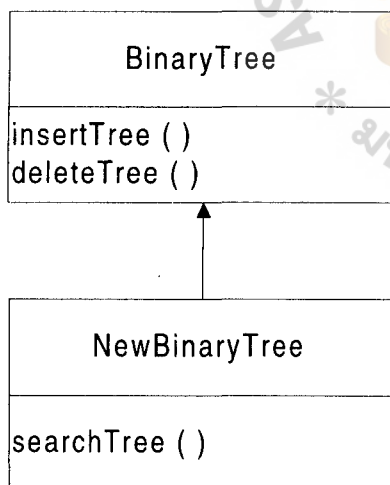 BinaryTree
insertTree ( )
deleteTree ( )
NewBinaryTree
searchTree ( )